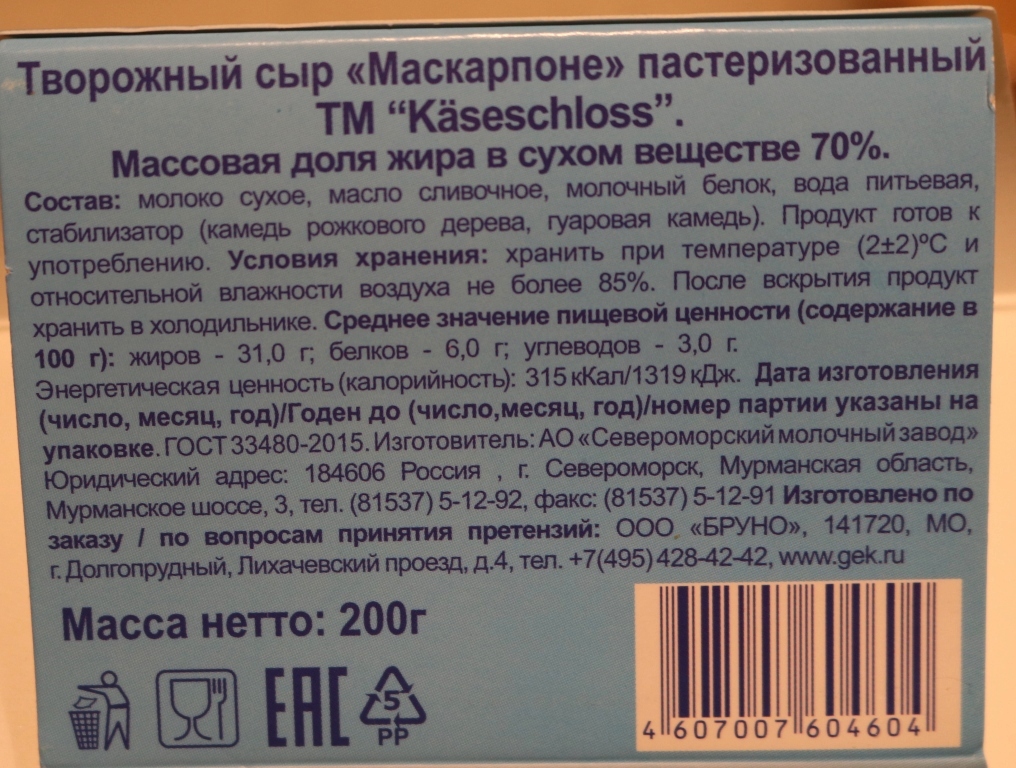 Творожный сыр «Маскарпоне» пастеризованный
ТМ “Käseschloss”.
Массовая доля жира в сухом веществе 70%.
Состав: молоко сухое, масло сливочное, молочный белок, вода питьевая,
стабилизатор (камедь рожкового дерева, гуаровая камедь). Продукт готов к
употреблению. Условия хранения: хранить при температуре (2±2)ºС и
относительной влажности воздуха не более 85%. После вскрытия продукт
хранить в холодильнике. Среднее значение пищевой ценности (содержание в
100 г): жиров - 31,0 г; белков - 6,0 г; углеводов - 3,0 г.
Энергетическая ценность (калорийность): 315 кКал/1319 кДж. Дата изготовления
(число, месяц, год)/Годен до (число,месяц, год)/номер партии указаны на
упаковке. ГОСТ 33480-2015. Изготовитель: АО «Североморский молочный завод»
Юридический адрес: 184606 Россия , г. Североморск, Мурманская область,
Мурманское шоссе, 3, тел. (81537) 5-12-92, факс: (81537) 5-12-91 Изготовлено по
заказу / по вопросам принятия претензий: ООО «БРУНО», 141720, МО,
г. Долгопрудный, Лихачевский проезд, д.4, тел. +7(495) 428-42-42, www.gek.ru
Масса нетто: 200г
EAC
5
PP
4 607007 604604